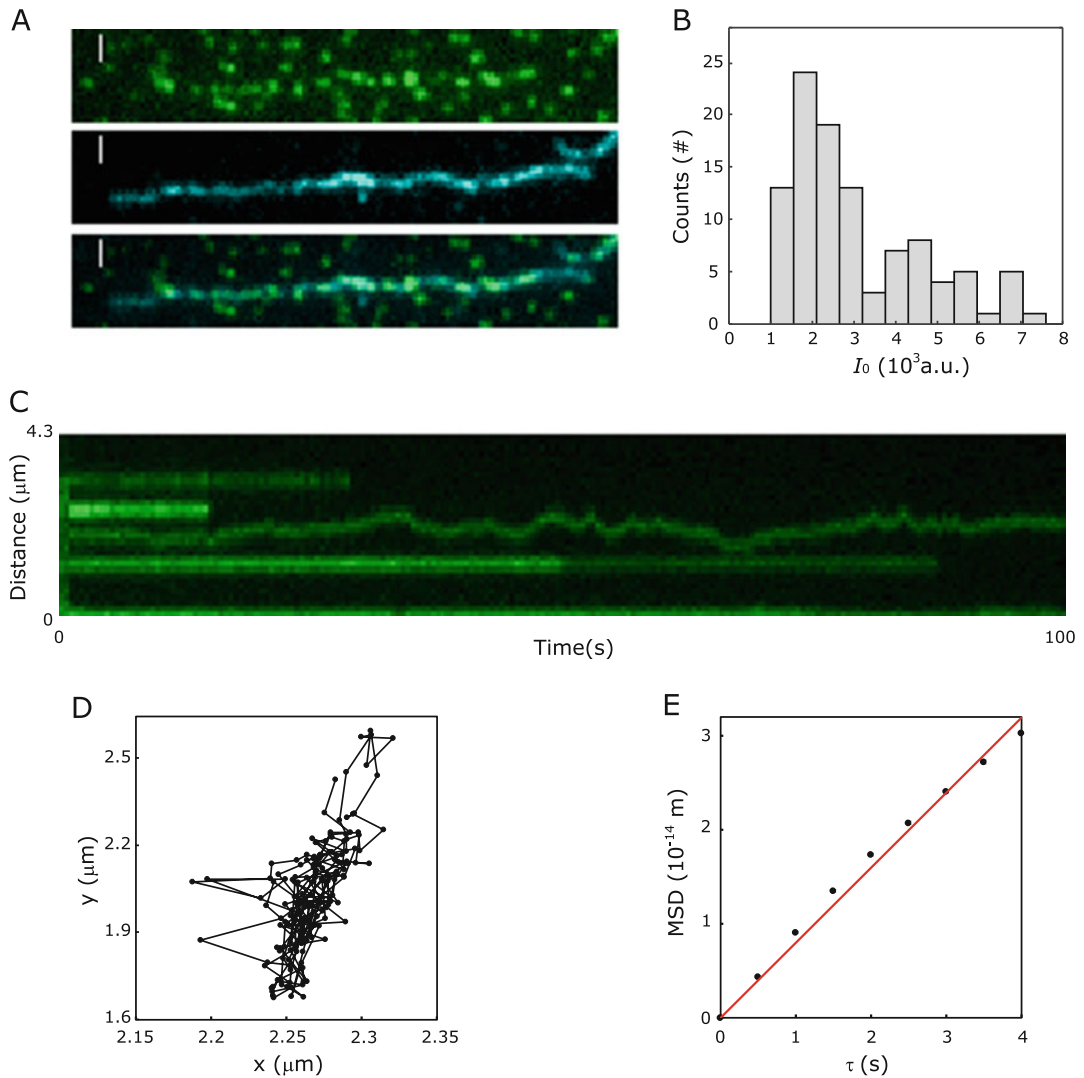 A
B
25
20
15
10
5
0
Counts (#)
0 1 2 3 4 5 6 7 8
I0 (10³a.u.)
C
4.3
Distance (μm)
0
0
100
Time(s)
D
2.5
2.2
1.9
1.6
y (μm)
2.15 2.2 2.25 2.3 2.35
x (μm)
E
3
2
1
0
MSD (10⁻¹⁴ m)
0 1 2 3 4
τ (s)